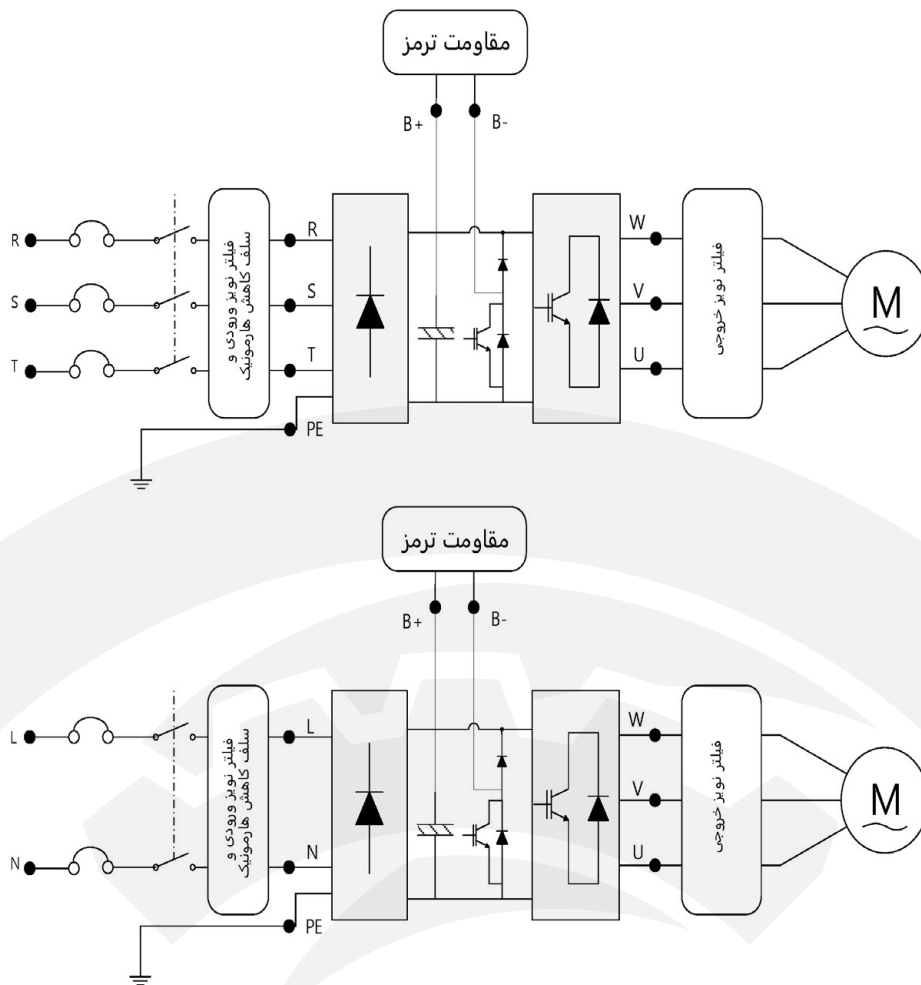 مقاومت ترمز
B+
B-
R
S
T
فیلتر نویز ورودی و
سلف کاهش هارمونیک
R
S
T
PE
W
V
U
فیلتر نویز خروجی
M
مقاومت ترمز
B+
B-
L
N
فیلتر نویز ورودی و
سلف کاهش هارمونیک
L
N
PE
W
V
U
فیلتر نویز خروجی
M